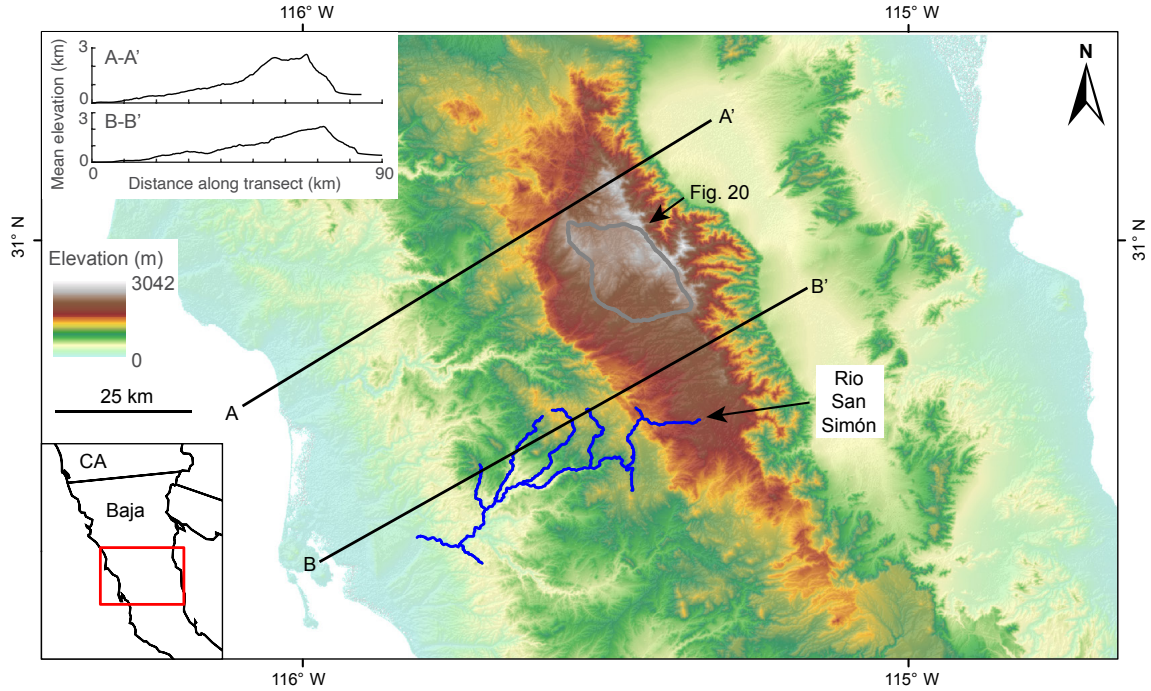 116° W
115° W
3
A-A’
0
3
B-B’
0
Mean elevation (km)
0
90
Distance along transect (km)
N
A’
Fig. 20
31° N
31° N
Elevation (m)
3042
0
B’
25 km
A
Rio
San
Simón
CA
Baja
B
116° W
115° W